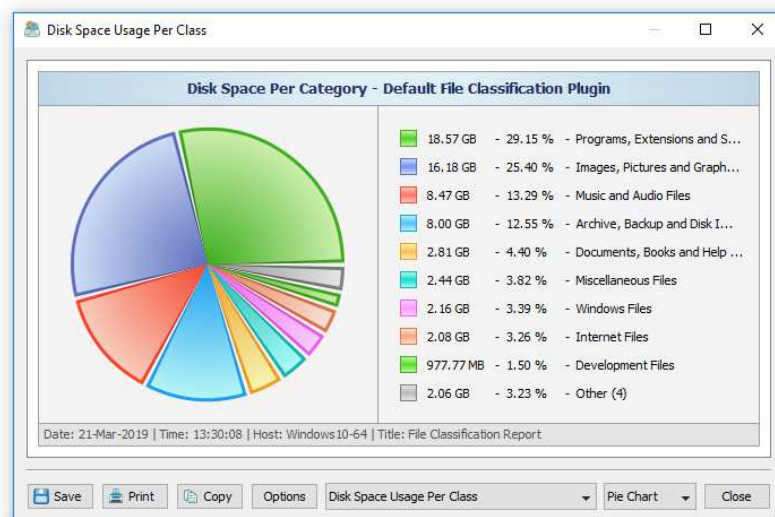 Disk Space Usage Per Class
Disk Space Per Category - Default File Classification Plugin
18.57 GB - 29.15 % - Programs, Extensions and S...
16.18 GB - 25.40 % - Images, Pictures and Graph...
8.47 GB - 13.29 % - Music and Audio Files
8.00 GB - 12.55 % - Archive, Backup and Disk I...
2.81 GB - 4.40 % - Documents, Books and Help ...
2.44 GB - 3.82 % - Miscellaneous Files
2.16 GB - 3.39 % - Windows Files
2.08 GB - 3.26 % - Internet Files
977.77 MB - 1.50 % - Development Files
2.06 GB - 3.23 % - Other (4)
Date: 21-Mar-2019 | Time: 13:30:08 | Host: Windows10-64 | Title: File Classification Report
Save Print Copy Options Disk Space Usage Per Class Pie Chart Close